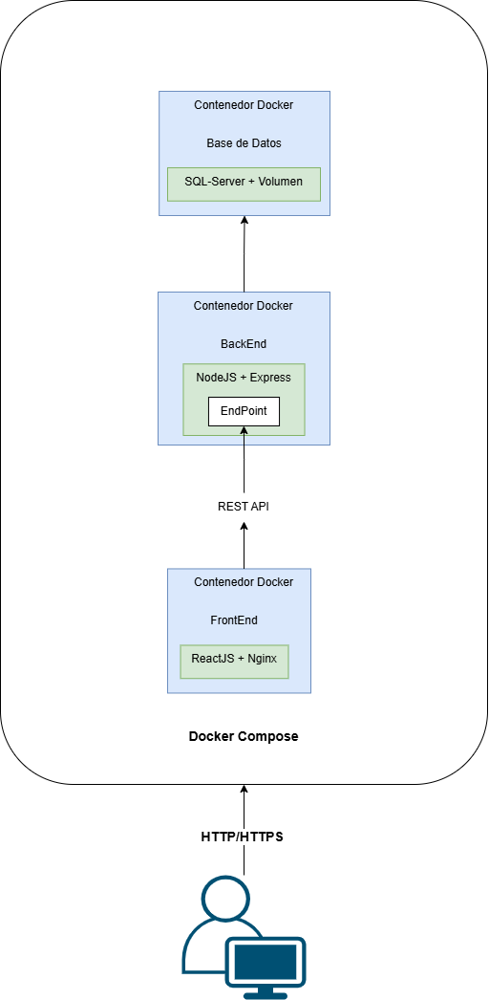 Contenedor Docker
Base de Datos
SQL-Server + Volumen
Contenedor Docker
BackEnd
NodeJS + Express
EndPoint
REST API
Contenedor Docker
FrontEnd
ReactJS + Nginx
Docker Compose
HTTP/HTTPS